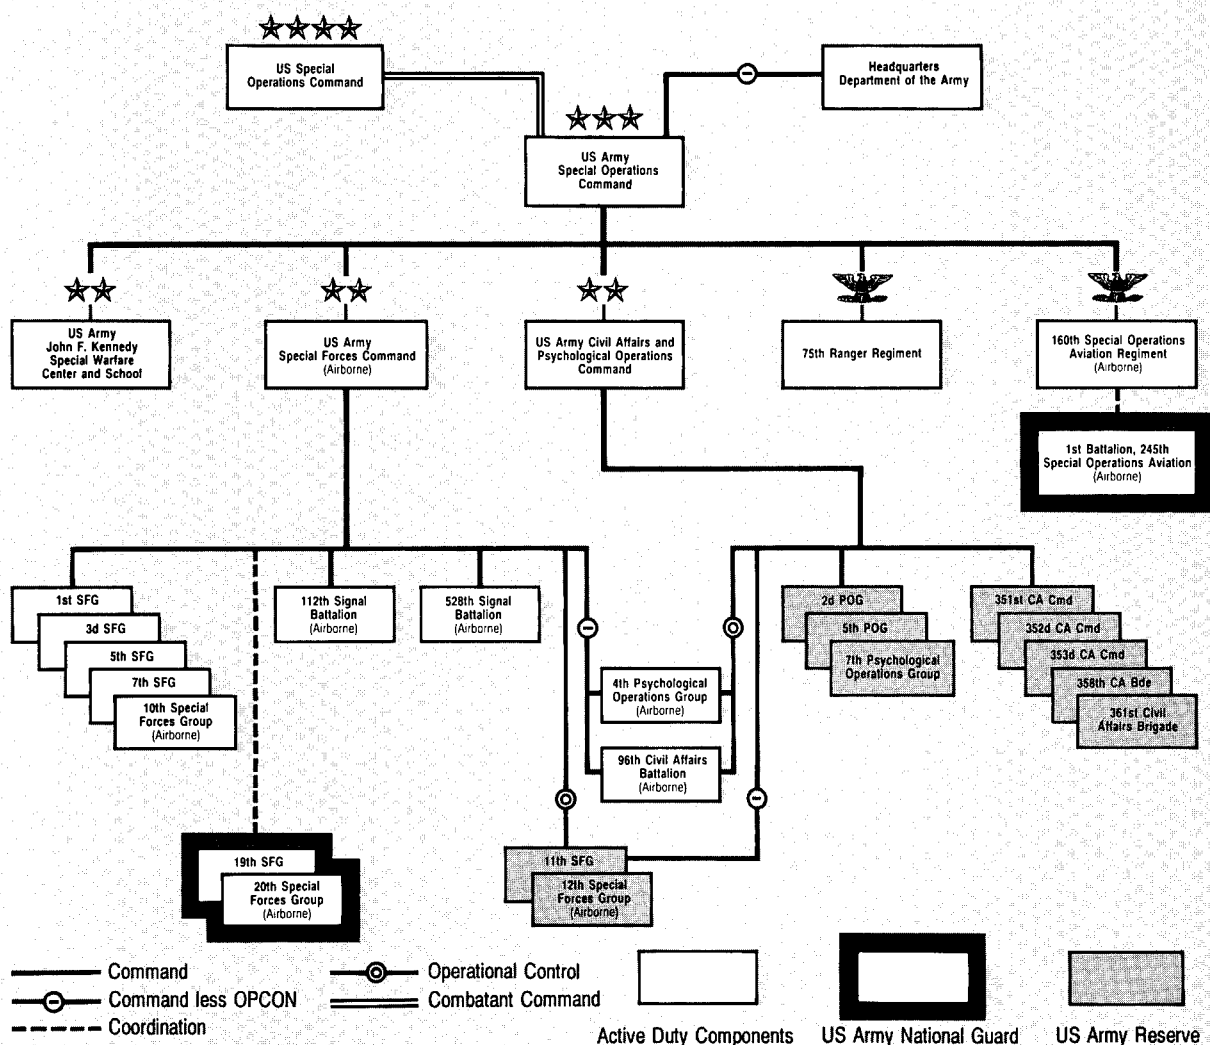 US Special
Operations Command
Headquarters
Department of the Army
US Army
Special Operations
Command
US Army
John F. Kennedy
Special Warfare
Center and School
US Army
Special Forces Command
(Airborne)
US Army Civil Affairs and
Psychological Operations
Command
75th Ranger Regiment
160th Special Operations
Aviation Regiment
(Airborne)
1st Battalion, 245th
Special Operations Aviation
(Airborne)
1st SFG
3d SFG
5th SFG
7th SFG
10th Special
Forces Group
(Airborne)
112th Signal
Battalion
(Airborne)
528th Signal
Battalion
(Airborne)
4th Psychological
Operations Group
(Airborne)
96th Civil Affairs
Battalion
(Airborne)
2d POG
5th POG
7th Psychological
Operations Group
351st CA Cmd
352d CA Cmd
353d CA Cmd
358th CA Bde
361st Civil
Affairs Brigade
19th SFG
20th Special
Forces Group
(Airborne)
11th SFG
12th Special
Forces Group
(Airborne)
Command
Command less OPCON
Coordination
Operational Control
Combatant Command
Active Duty Components
US Army National Guard
US Army Reserve